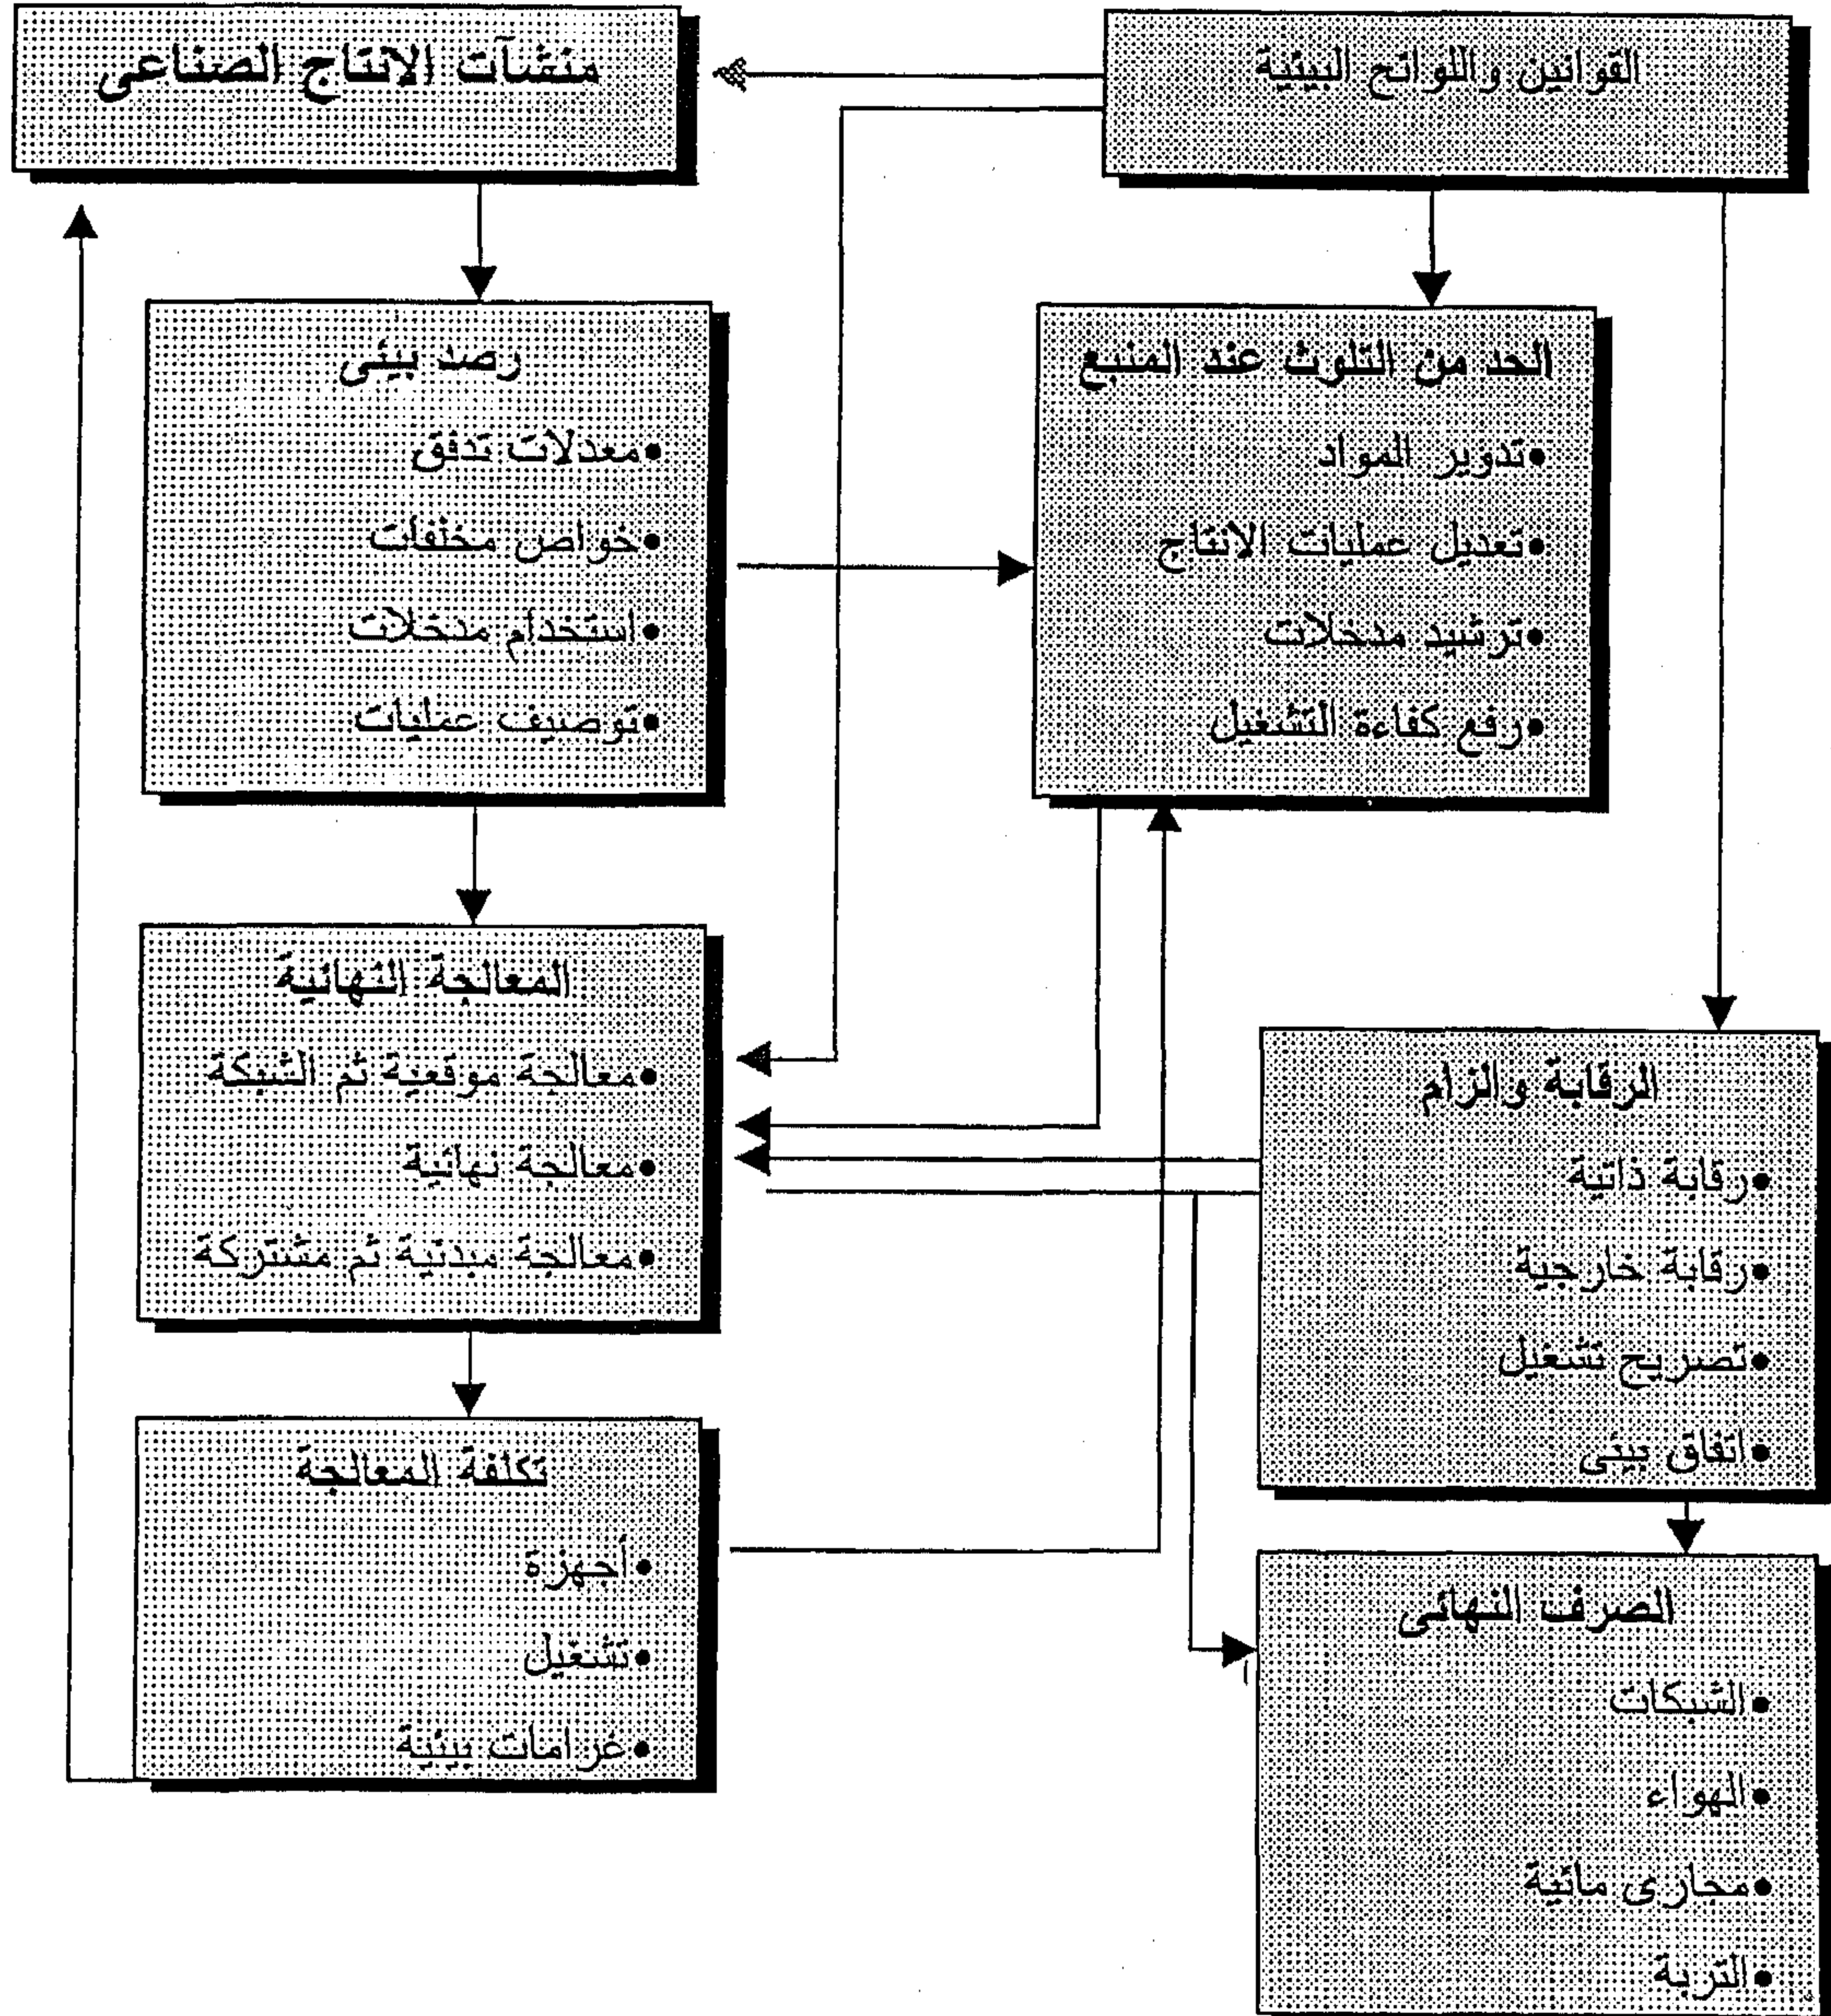 القوانين واللوائح البيئية
منشآت الانتاج الصناعى
الحد من التلوث عند المنبع
•تدوير المواد
•تعديل عمليات الانتاج
•ترشيد مدخلات
•رفع كفاءة التشغيل
رصد بيئى
•معدلات تدفق
•خواص مخلفات
•استخدام مدخلات
•توصيف عمليات
الرقابة والزام
•رقابة ذاتية
•رقابة خارجية
•تصريح تشغيل
•اتفاق بيئى
المعالجة النهائية
•معالجة موقعية ثم الشبكة
•معالجة نهائية
•معالجة مبدئية ثم مشتركة
تكلفة المعالجة
•أجهزة
•تشغيل
•غرامات بيئية
الصرف النهائى
•الشبكات
•الهواء
•مجارى مائية
•التربة